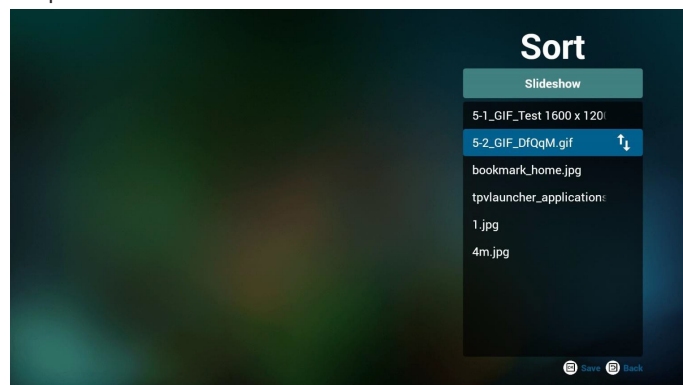 Sort
Slideshow
5-1_GIF_Test 1600 x 120
5-2_GIF_DfQqM.gif
bookmark_home.jpg
tpvlauncher_applications
1.jpg
4m.jpg
Save Back